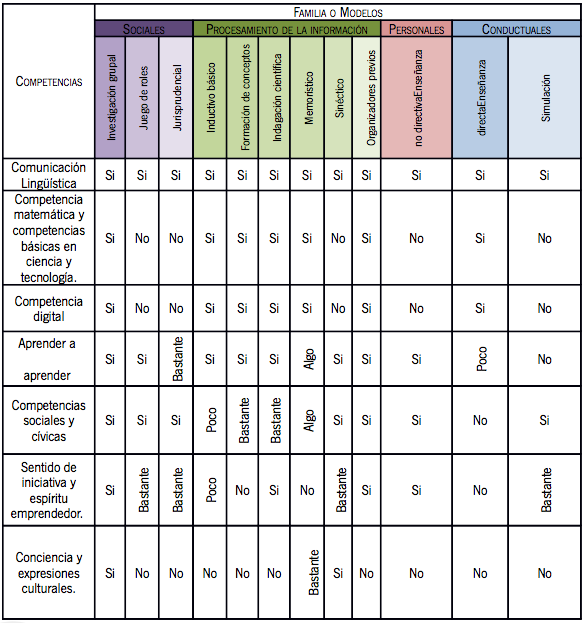 FAMILIA O MODELOS
COMPETENCIAS
SOCIALES
PROCESAMIENTO DE LA INFORMACIÓN
PERSONALES
CONDUCTUALES
Investigación grupal
Juego de roles
Jurisprudencial
Inductivo básico
Formación de conceptos
Indagación científica
Memorístico
Sinéctico
Organizadores previos
no directivaEnseñanza
directaEnseñanza
Simulación
Comunicación
Lingüística
Si Si Si Si Si Si Si Si Si Si Si Si
Competencia
matemática y
competencias
básicas en
ciencia y
tecnología.
Si No No Si Si Si Si No Si No Si No
Competencia
digital
Si No No Si Si Si Si No Si No Si No
Aprender a
aprender
Si Si Bastante Si Si Si Algo Si Si Si Poco No
Competencias
sociales y
cívicas
Si Si Si Poco Bastante Bastante Algo Si Si Si No Si
Sentido de
iniciativa y
espíritu
emprendedor.
Si Bastante Bastante Poco No Si No Bastante Si Si No Bastante
Conciencia y
expresiones
culturales.
Si No No No No No Bastante Si No No No No